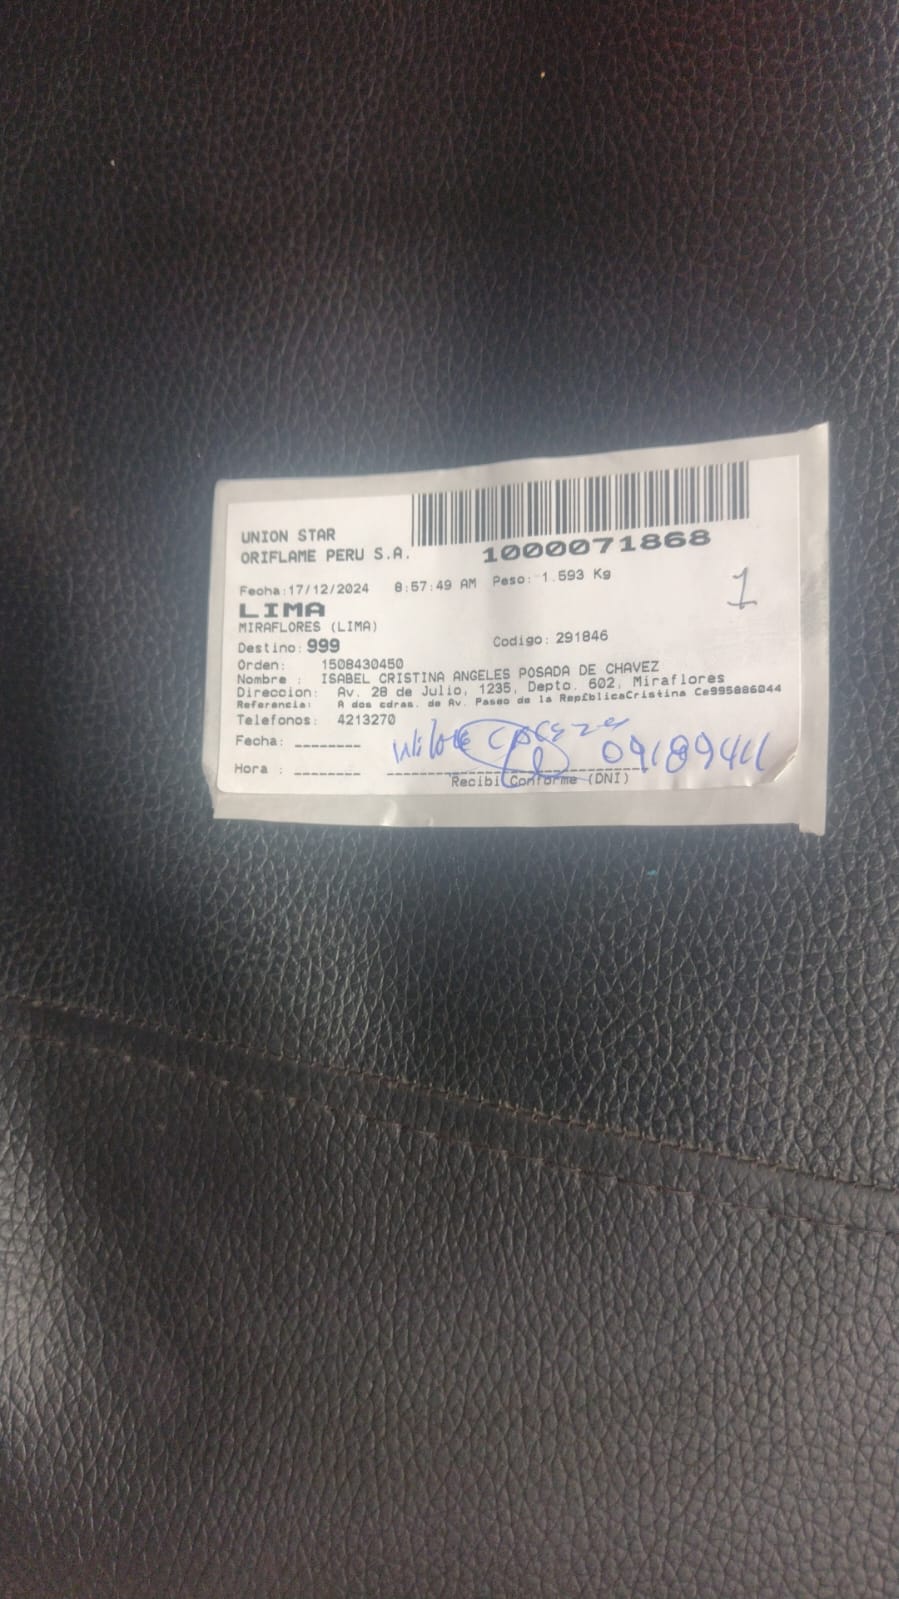 UNION STAR
ORIFLAME PERU S.A.
1000071868
Fecha:17/12/2024 8:57:49 AM Peso: 1.593 Kg
1
LIMA
MIRAFLORES (LIMA)
Destino: 999 Codigo: 291846
Orden: 1508430450
Nombre : ISABEL CRISTINA ANGELES POSADA DE CHAVEZ
Direccion: Av. 28 de Julio, 1235, Depto. 602, Miraflores
Referencia: A dos cdras. de Av. Paseo de la Rep£blicaCristina Ce995886044
Telefonos: 4213270
Fecha: ________
09189411
Hora : ________
Recibi Conforme (DNI)